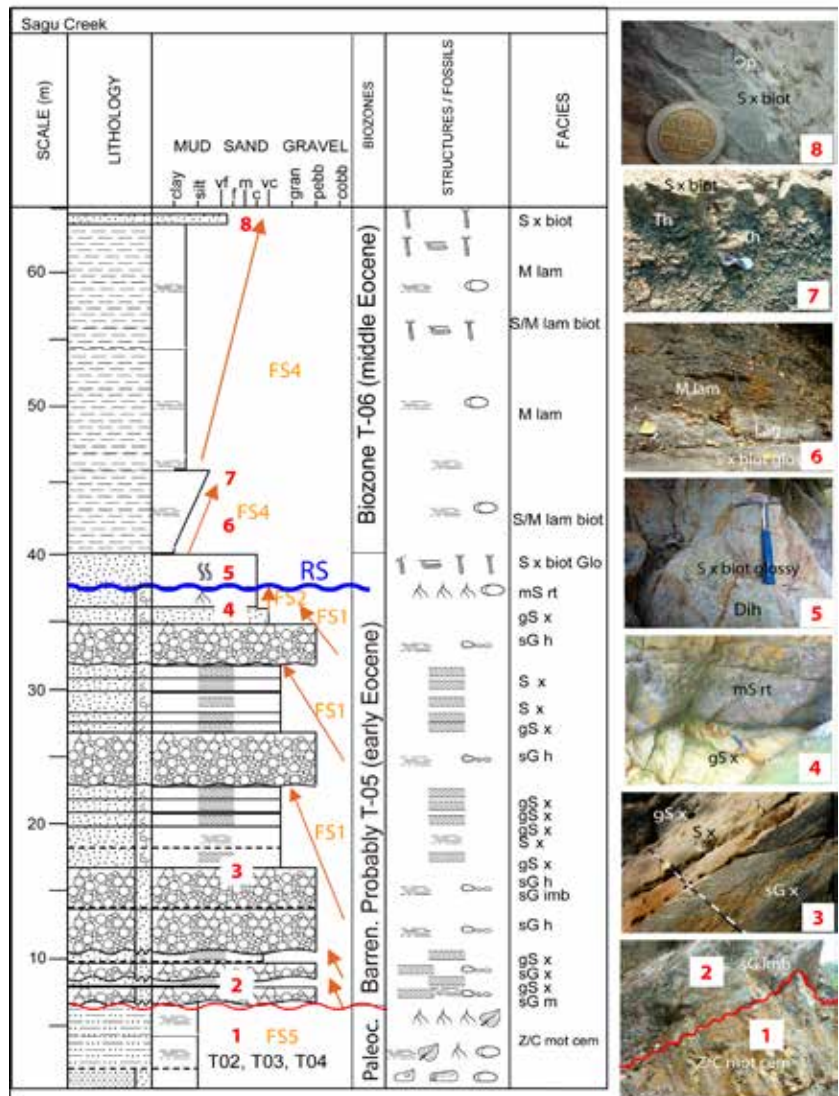 Sagu Creek
SCALE (m)
LITHOLOGY
MUD SAND GRAVEL
clay silt vf f m c vc gran pebb cobb
BIOZONES
STRUCTURES / FOSSILS
FACIES
60
50
40
30
20
10
8
FS4
7
6
FS4
5
RS
FS2
4
FS1
FS1
FS1
3
2
1
FS5
T02, T03, T04
Biozone T-06 (middle Eocene)
Barren. Probably T-05 (early Eocene)
Paleoc.
S x biot
M lam
S/M lam biot
M lam
S/M lam biot
S x biot Glo
mS rt
gS x
sG h
S x
S x
gS x
sG h
gS x
gS x
gS x
S x
gS x
sG h
sG imb
sG h
gS x
sG x
gS x
sG m
Z/C mot cem
Op
S x biot
8
S x biot
Th
th
7
M lam
Lag
S x biot glo
6
S x biot glossy
Dih
5
mS rt
gS x
4
gS x
S x
sG x
3
2
sG imb
1
Z/C mot cem